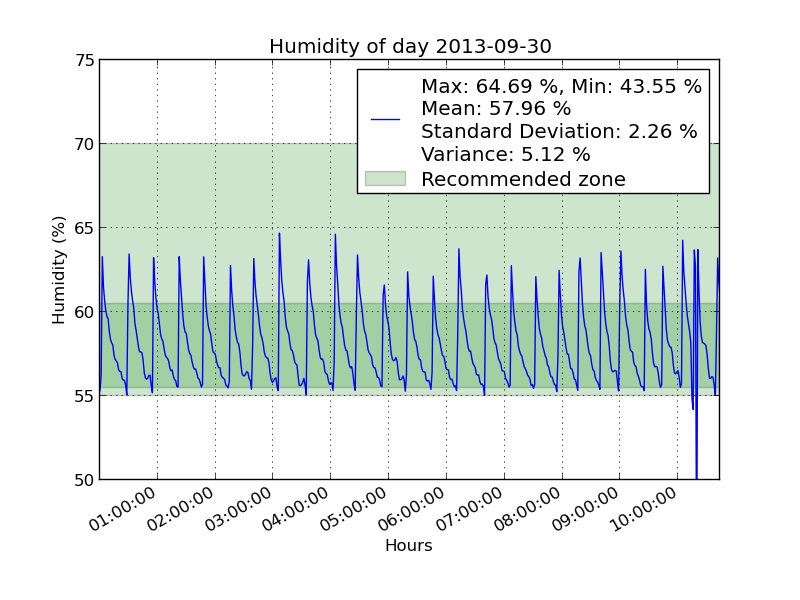 Humidity of day 2013-09-30
75
70
65
60
55
50
Humidity (%)
Max: 64.69 %, Min: 43.55 %
Mean: 57.96 %
Standard Deviation: 2.26 %
Variance: 5.12 %
Recommended zone
01:00:00
02:00:00
03:00:00
04:00:00
05:00:00
06:00:00
07:00:00
08:00:00
09:00:00
10:00:00
Hours